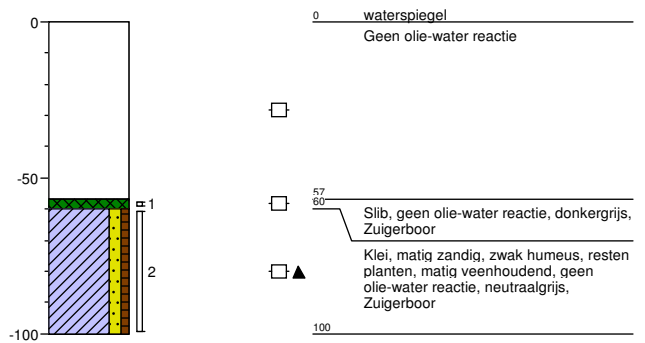 0
-50
-100
1
2
0 waterspiegel
Geen olie-water reactie
57
60
Slib, geen olie-water reactie, donkergrijs,
Zuigerboor
Klei, matig zandig, zwak humeus, resten
planten, matig veenhoudend, geen
olie-water reactie, neutraalgrijs,
Zuigerboor
100